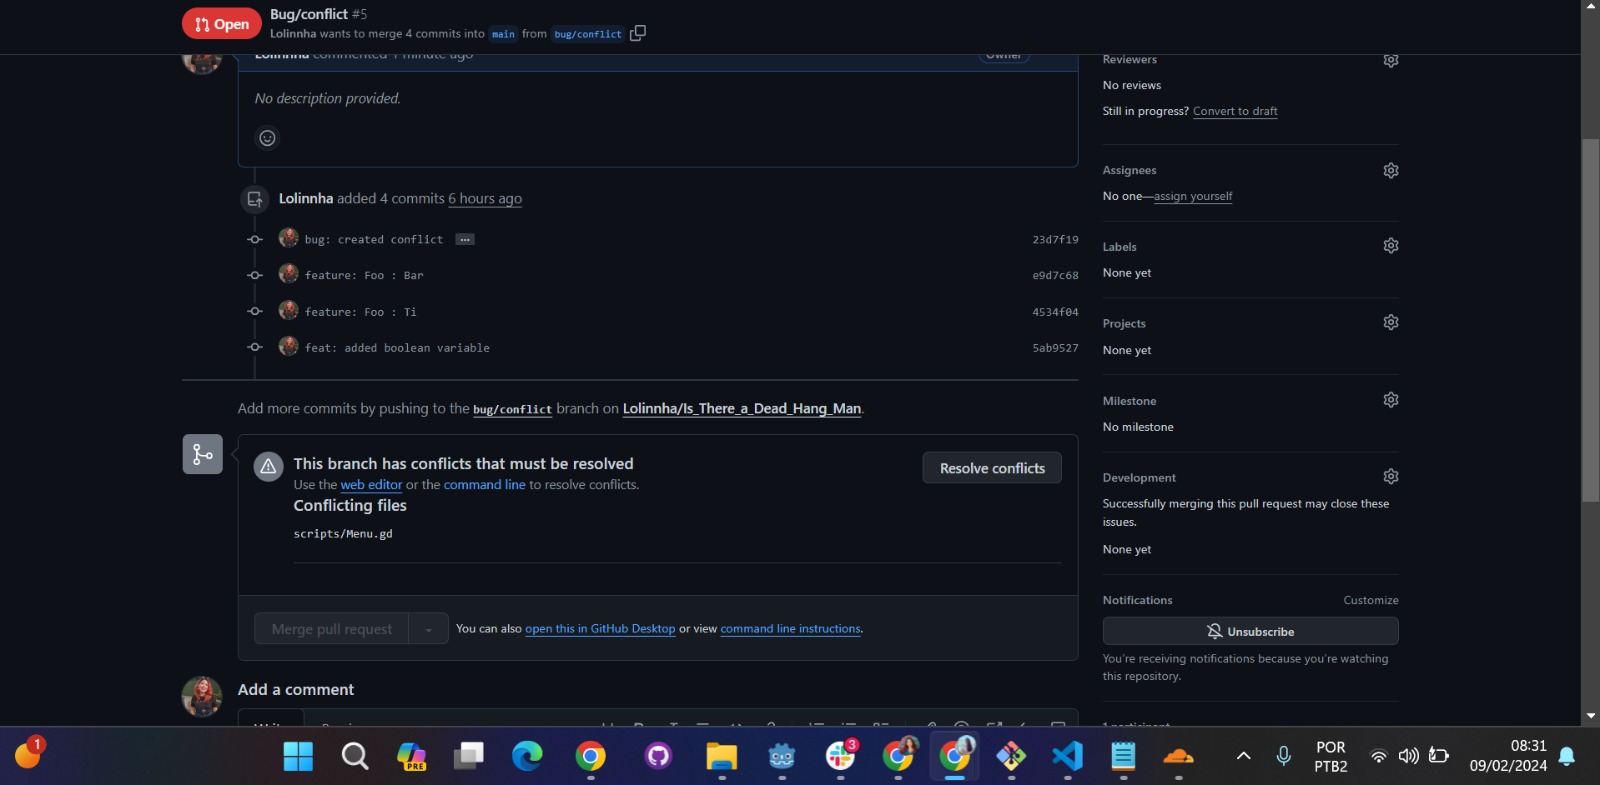 Open
Bug/conflict #5
Lolinnha wants to merge 4 commits into main from bug/conflict
Lolinnha commented 1 minute ago
Owner
No description provided.
Lolinnha added 4 commits 6 hours ago
bug: created conflict ...
23d7f19
feature: Foo : Bar
e9d7c68
feature: Foo : Ti
4534f04
feat: added boolean variable
5ab9527
Add more commits by pushing to the bug/conflict branch on Lolinnha/Is_There_a_Dead_Hang_Man.
This branch has conflicts that must be resolved
Use the web editor or the command line to resolve conflicts.
Resolve conflicts
Conflicting files
scripts/Menu.gd
Merge pull request
You can also open this in GitHub Desktop or view command line instructions.
Add a comment
Reviewers
No reviews
Still in progress? Convert to draft
Assignees
No one—assign yourself
Labels
None yet
Projects
None yet
Milestone
No milestone
Development
Successfully merging this pull request may close these
issues.
None yet
Notifications
Customize
Unsubscribe
You're receiving notifications because you're watching
this repository.
1 participant
1
PRE
3
POR
PTB2
08:31
09/02/2024